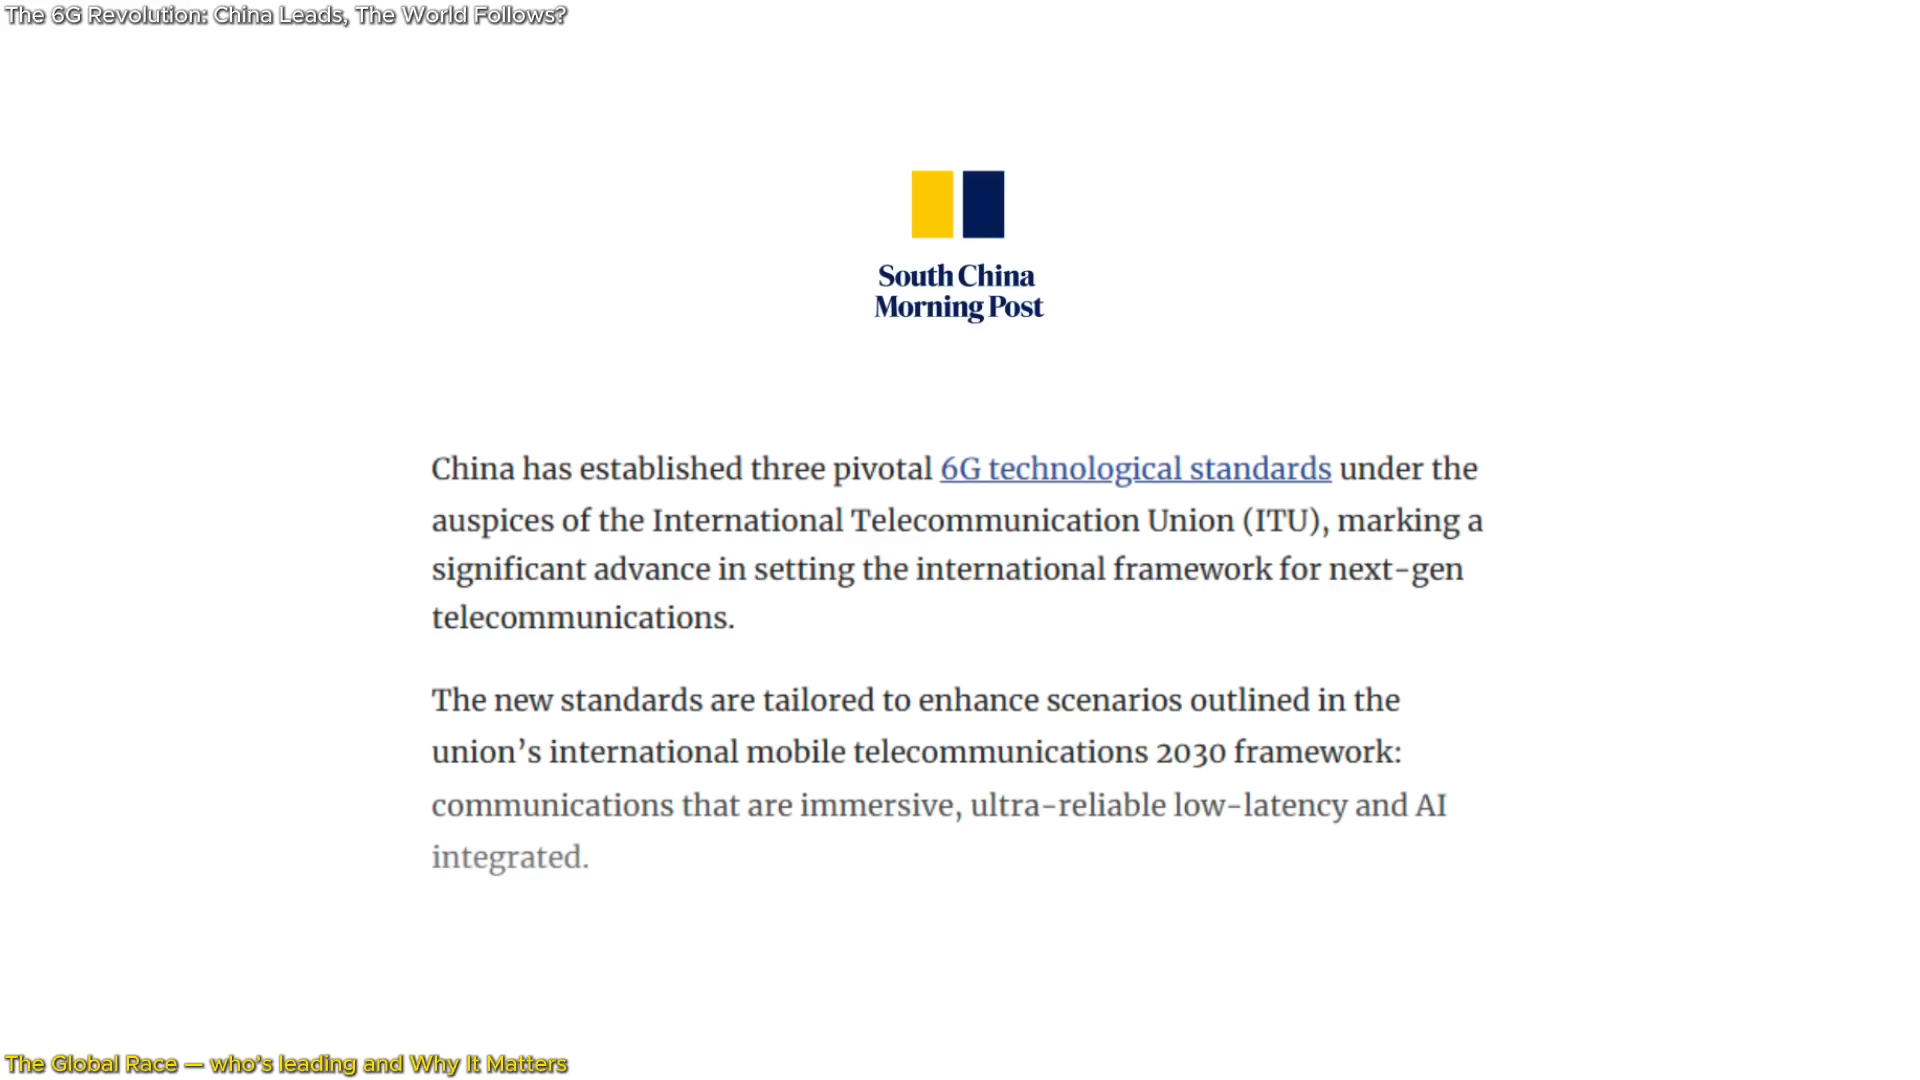 The 6G Revolution: China Leads, The World Follows?
South China
Morning Post
China has established three pivotal 6G technological standards under the
auspices of the International Telecommunication Union (ITU), marking a
significant advance in setting the international framework for next-gen
telecommunications.
The new standards are tailored to enhance scenarios outlined in the
union’s international mobile telecommunications 2030 framework:
communications that are immersive, ultra-reliable low-latency and AI
integrated.
The Global Race — who’s leading and Why It Matters